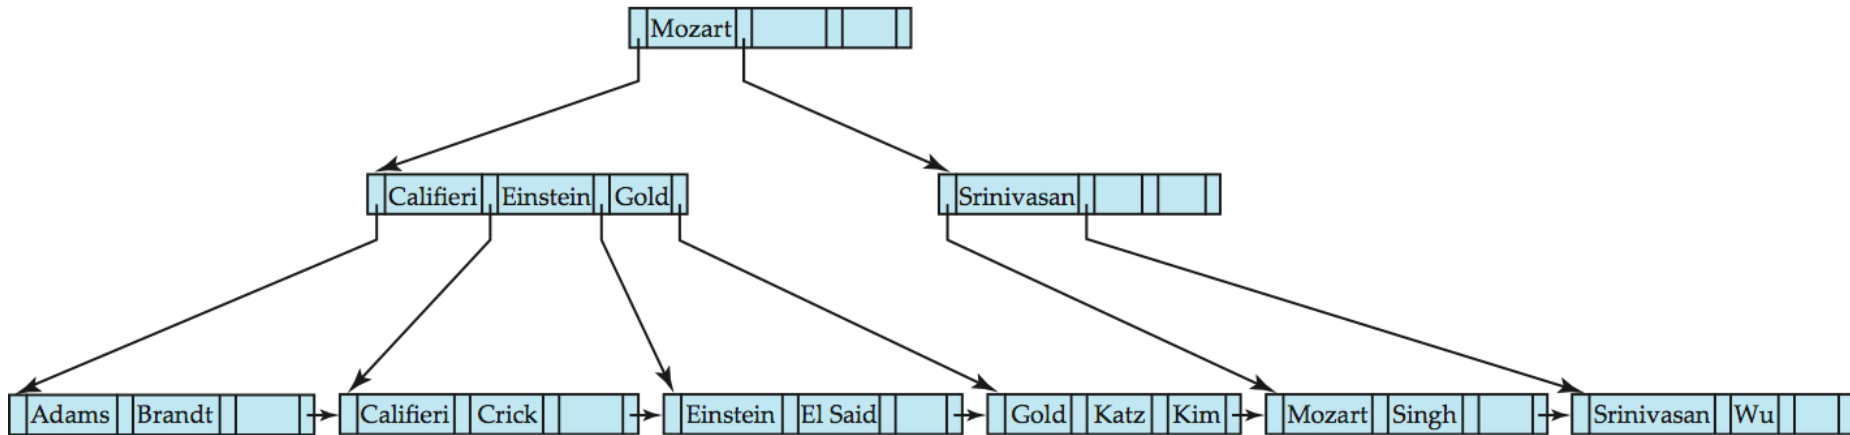 Mozart
Califieri Einstein Gold Srinivasan
Adams Brandt Califieri Crick Einstein El Said Gold Katz Kim Mozart Singh Srinivasan Wu